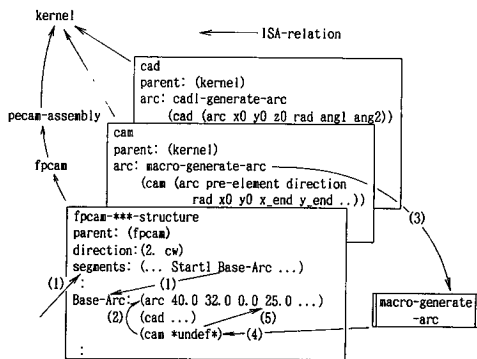 kernel
ISA-relation
cad
parent: (kernel)
arc: cad1-generate-arc
(cad (arc x0 y0 z0 rad ang1 ang2))
pecam-assembly
cam
parent: (kernel)
arc: macro-generate-arc
(cam (arc pre-element direction
rad x0 y0 x_end y_end ..))
fpcam
(3)
fpcam-***-structure
parent: (fpcam)
direction: (2. cw)
segments: (... Start1 Base-Arc ...)
(1)
:
(1)
Base-Arc: (arc 40.0 32.0 0.0 25.0 ...)
(2)
(cad ...)
(5)
(cam *undef*)
(4)
:
macro-generate
-arc